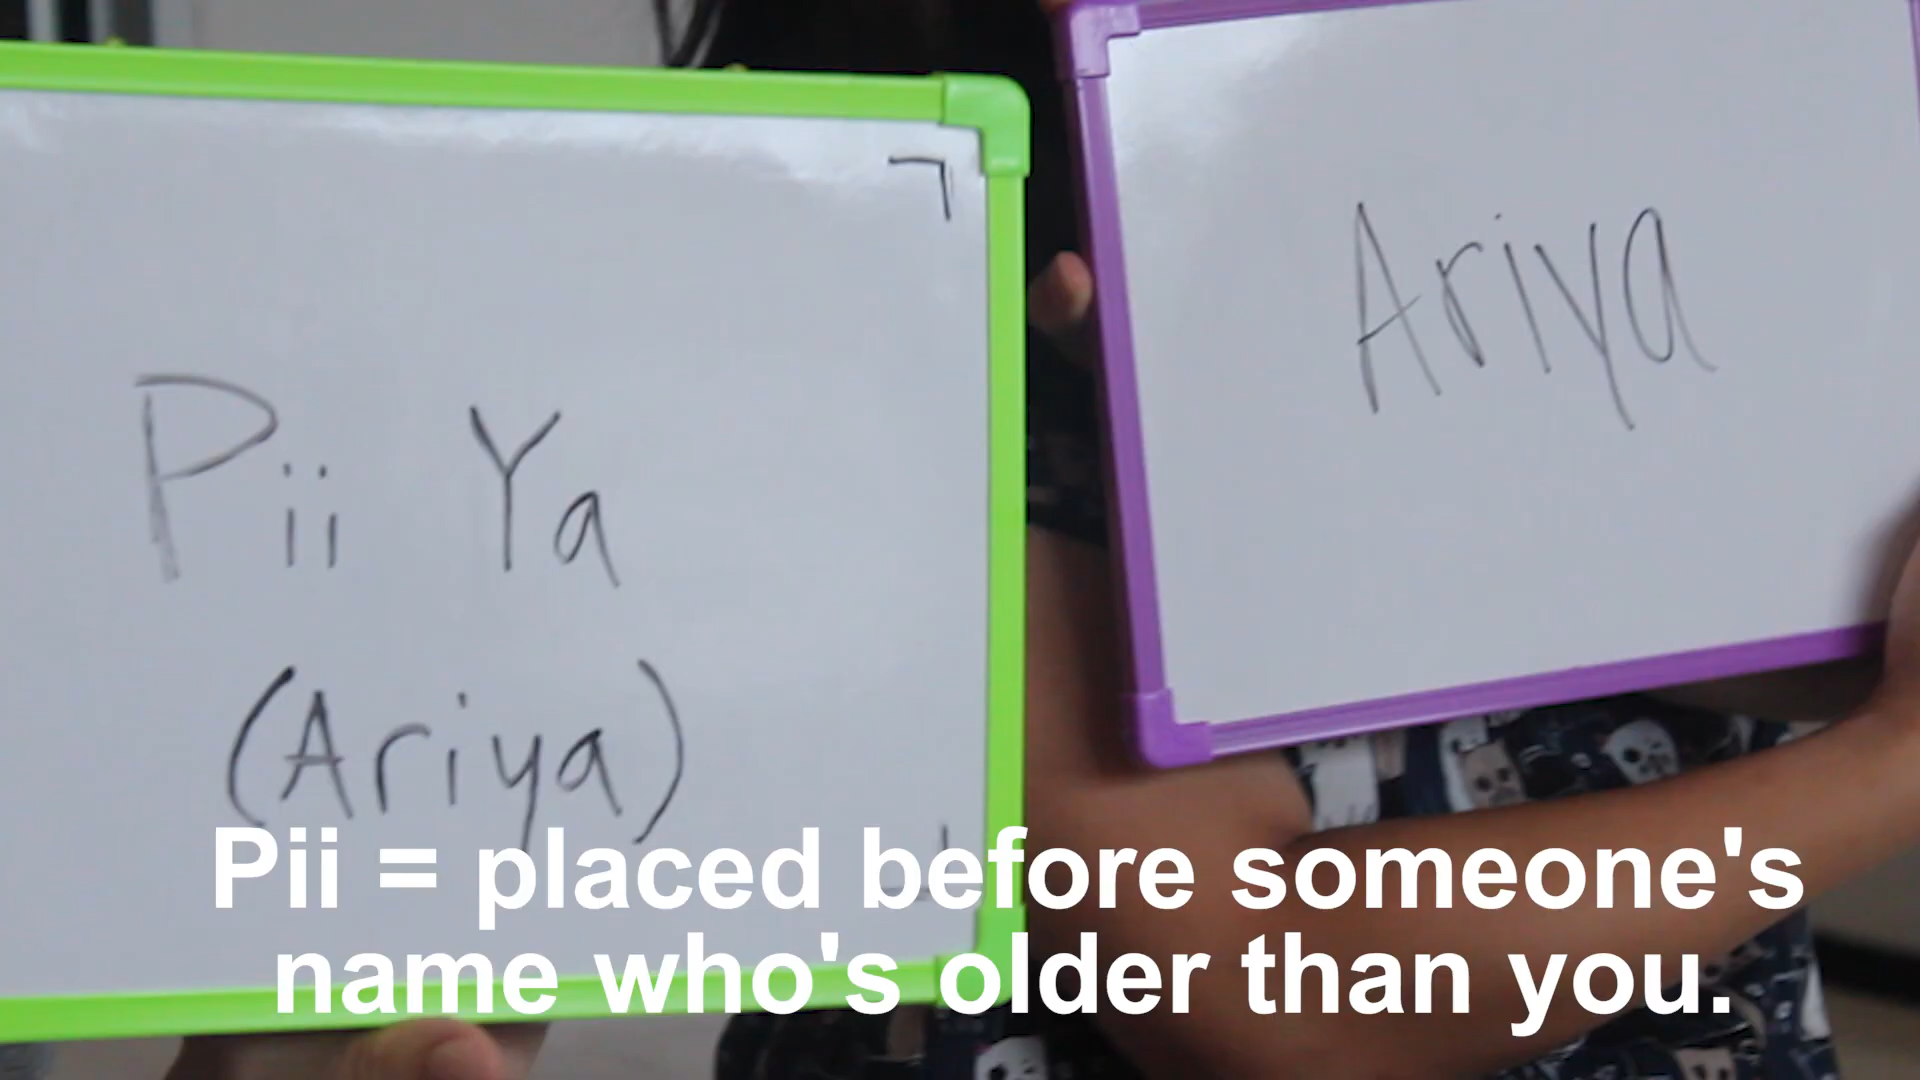 Pii Ya
(Ariya)
Ariya
Pii = placed before someone's
name who's older than you.